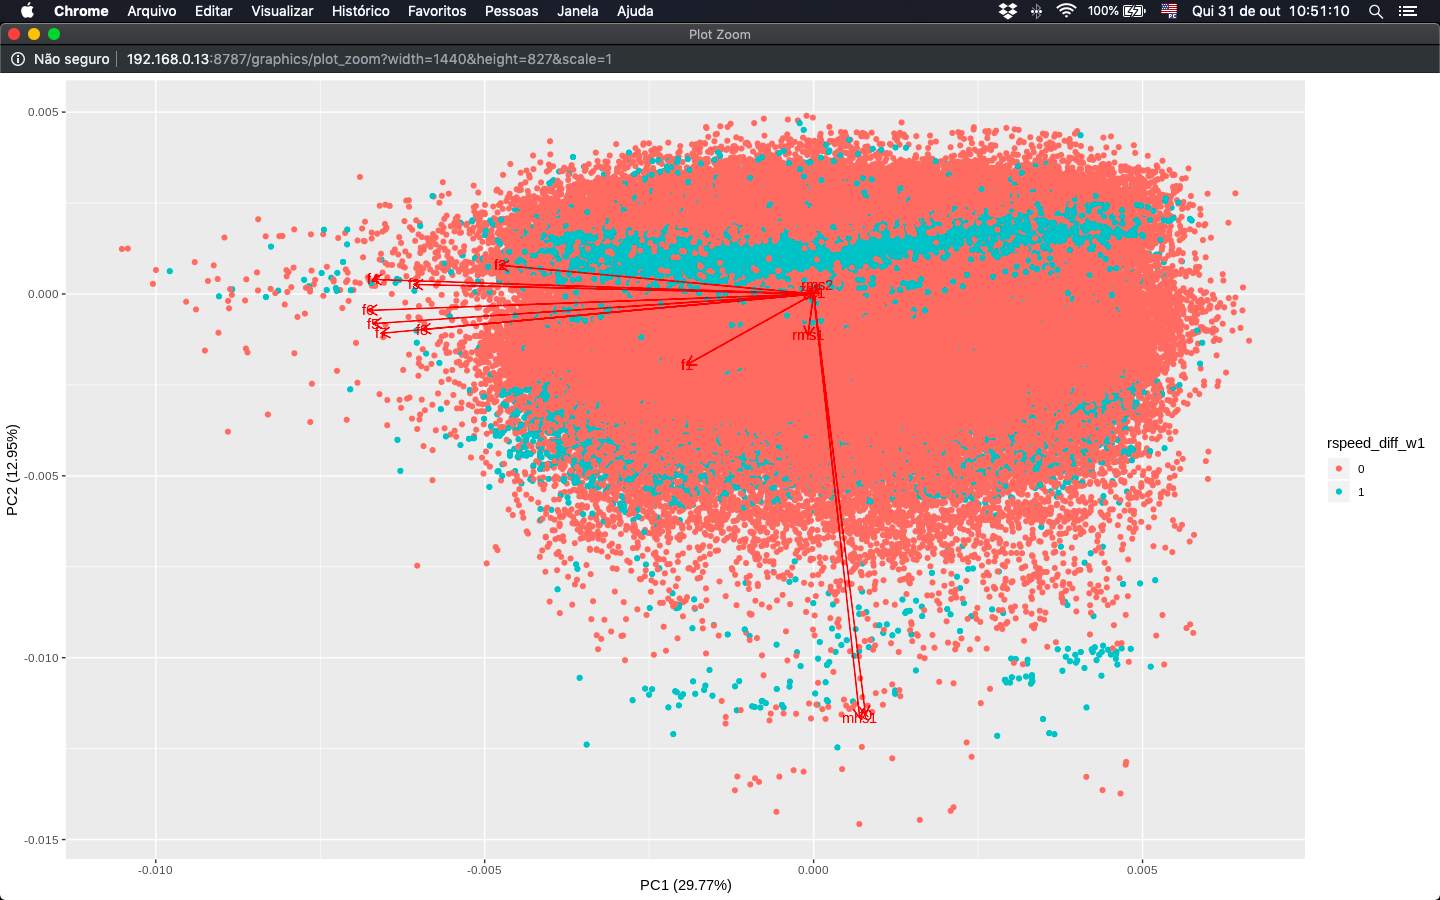 Chrome Arquivo Editar Visualizar Histórico Favoritos Pessoas Janela Ajuda 100% Qui 31 de out 10:51:10
Plot Zoom
Não seguro 192.168.0.13:8787/graphics/plot_zoom?width=1440&height=827&scale=1
0.005
0.000
-0.005
-0.010
-0.015
PC2 (12.95%)
f2
f4
f3
f6
f5
f7
f8
f1
rms2
rms1
mns1
rspeed_diff_w1
0
1
-0.010 -0.005 0.000 0.005
PC1 (29.77%)